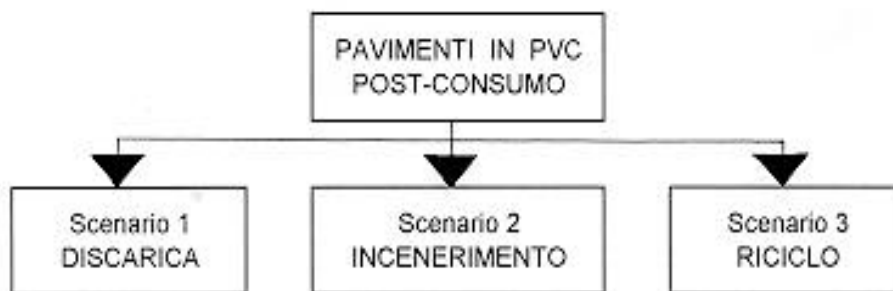 PAVIMENTI IN PVC
POST-CONSUMO
Scenario 1
DISCARICA
Scenario 2
INCENERIMENTO
Scenario 3
RICICLO